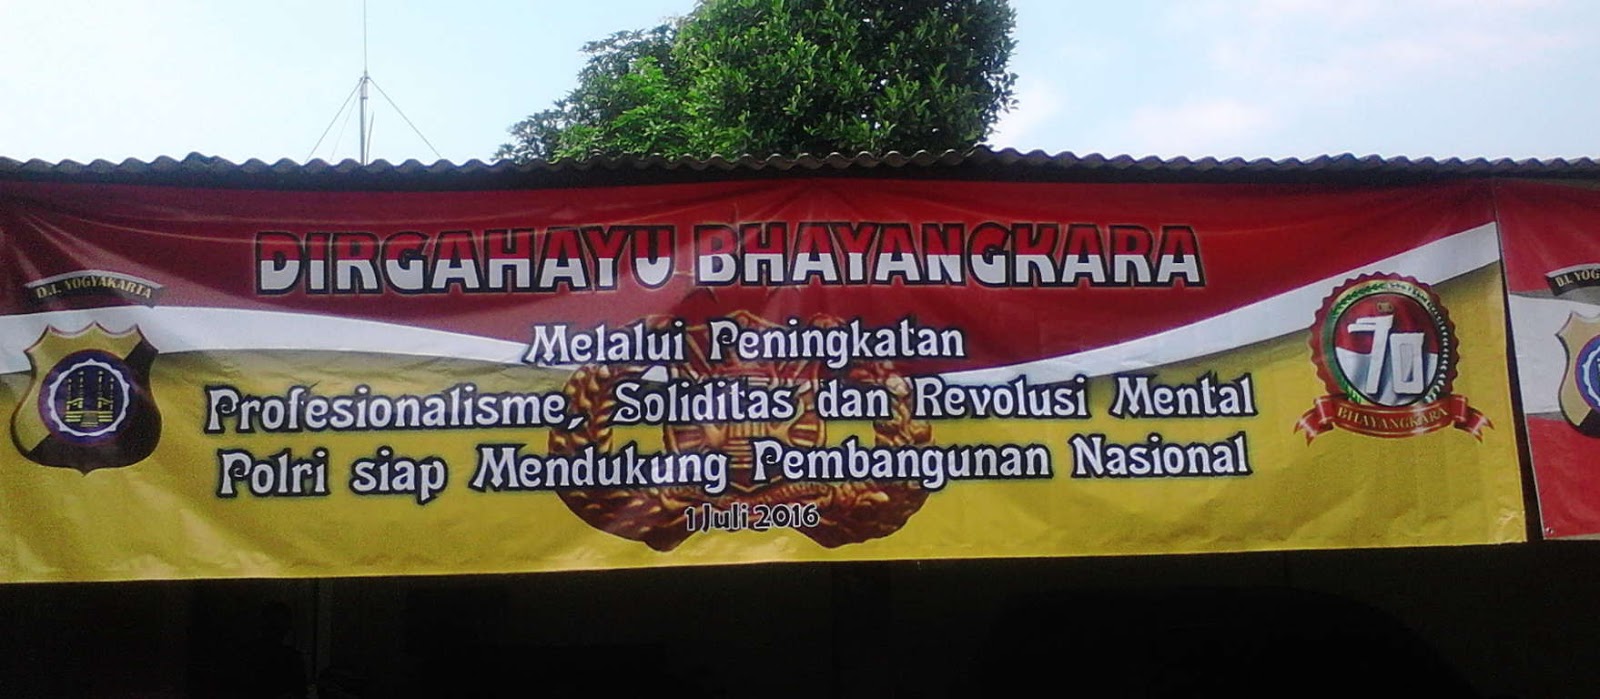 DIRGAHAYU BHAYANGKARA
D.I. YOGYAKARTA
Melalui Peningkatan
Profesionalisme, Soliditas dan Revolusi Mental
Polri siap Mendukung Pembangunan Nasional
1 Juli 2016
70
BHAYANGKARA
D.I. YOG